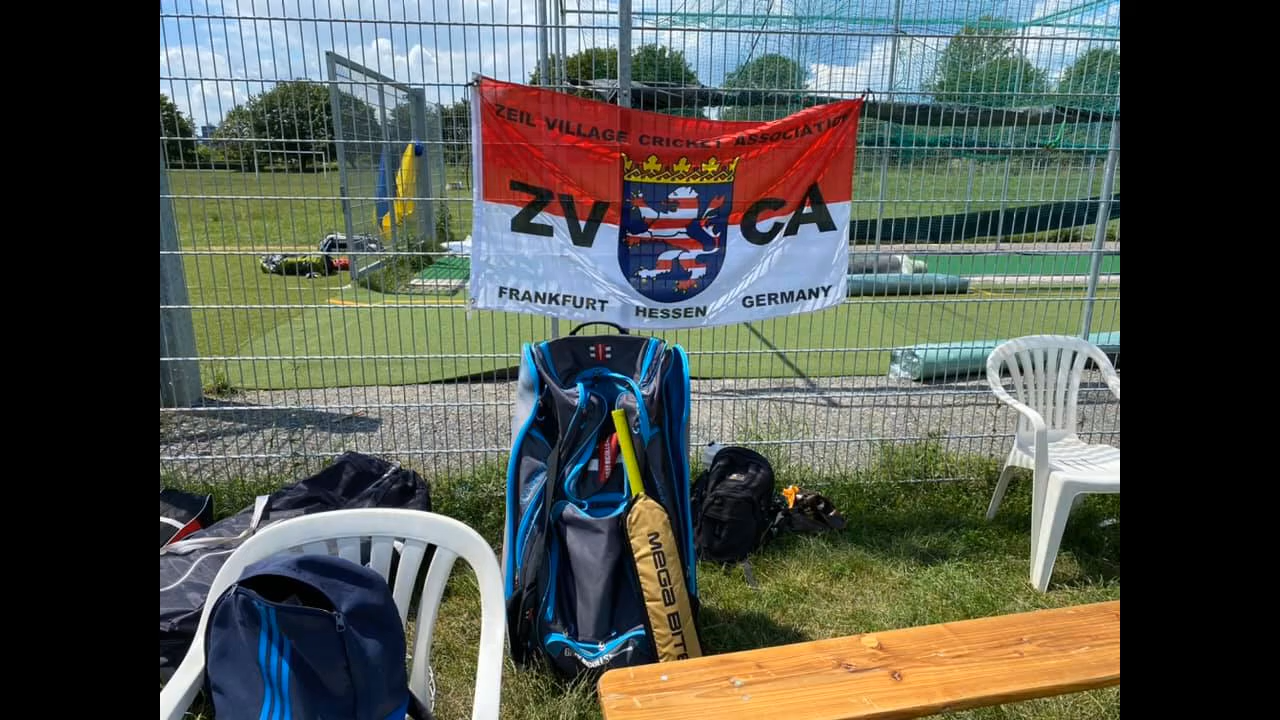 ZEIL VILLAGE CRICKET ASSOCIATION
ZV CA
FRANKFURT HESSEN GERMANY
MEGA BITE